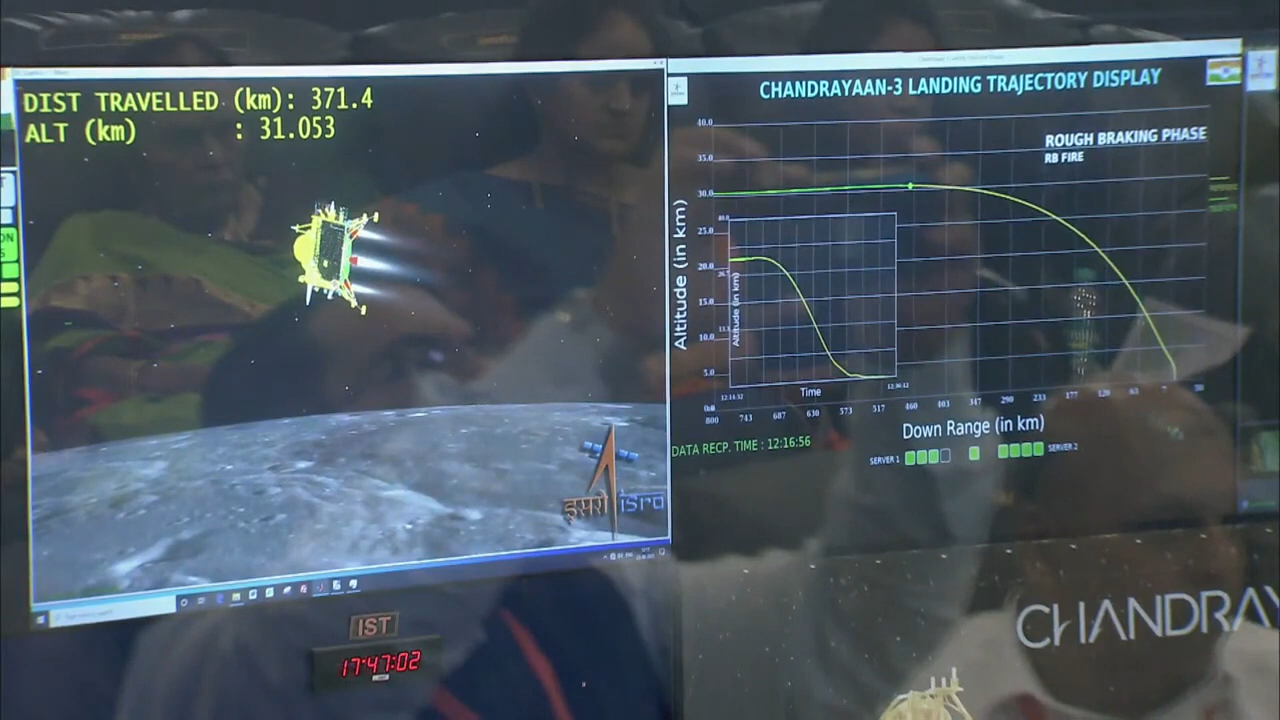 DIST TRAVELLED (km): 371.4
ALT (km) : 31.053
इसरो isro
IST
17:47:02
CHANDRAYAAN-3 LANDING TRAJECTORY DISPLAY
ROUGH BRAKING PHASE
RB FIRE
Altitude (in km)
40.0
35.0
30.0
25.0
20.0
15.0
10.0
5.0
Altitude (in km)
Time
800 743 687 630 573 517 460 403 347 290 233 177 120 63 7
Down Range (in km)
DATA RECP. TIME : 12:16:56
SERVER 1
SERVER 2
CHANDRAY